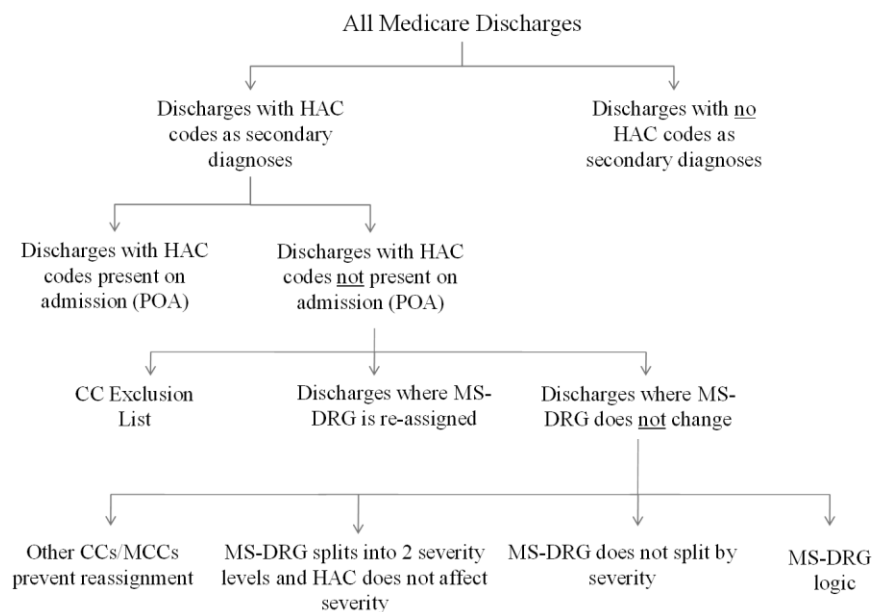 All Medicare Discharges
Discharges with HAC
codes as secondary
diagnoses
Discharges with no
HAC codes as
secondary diagnoses
Discharges with HAC
codes present on
admission (POA)
Discharges with HAC
codes not present on
admission (POA)
CC Exclusion
List
Discharges where MS-
DRG is re-assigned
Discharges where MS-
DRG does not change
Other CCs/MCCs
prevent reassignment
MS-DRG splits into 2 severity
levels and HAC does not affect
severity
MS-DRG does not split by
severity
MS-DRG
logic